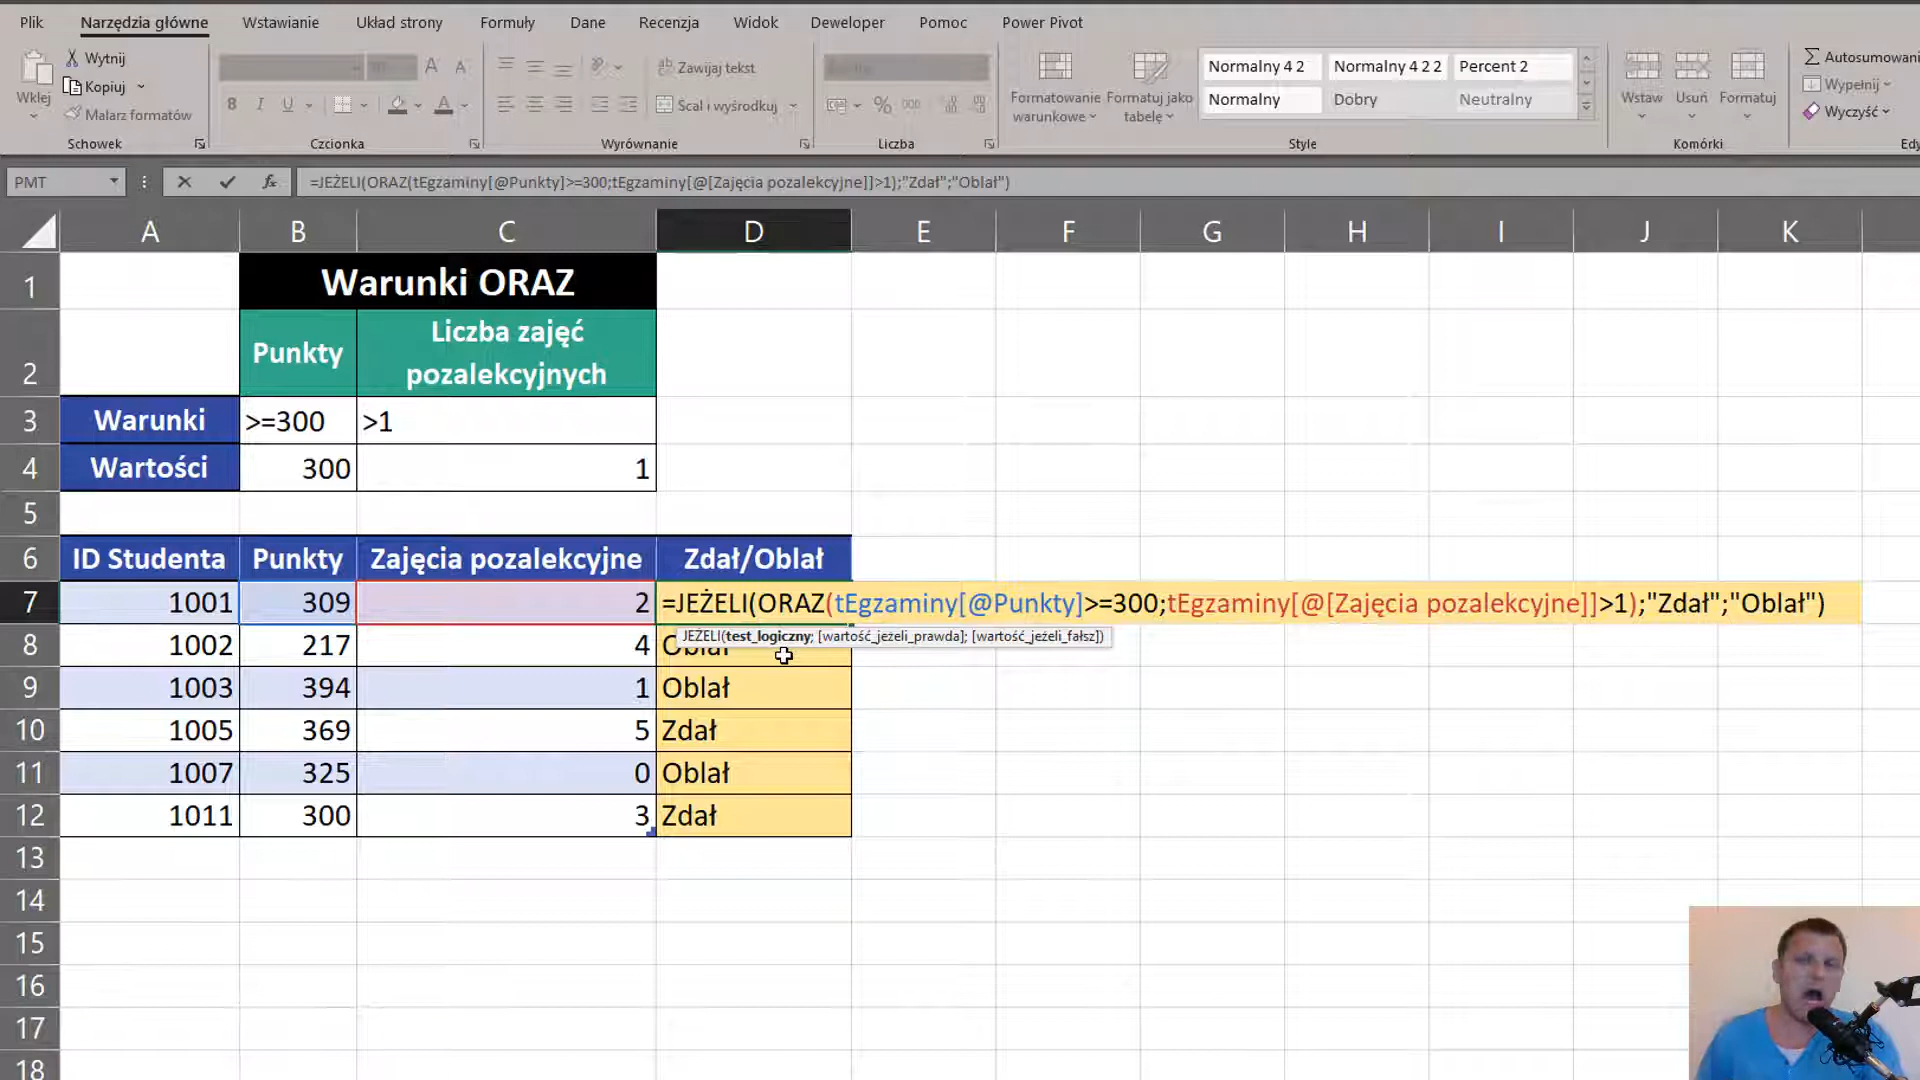 Plik Narzędzia główne Wstawianie Układ strony Formuły Dane Recenzja Widok Deweloper Pomoc Power Pivot
Wklej
Wytnij
Kopiuj
Malarz formatów
Schowek
B I U A A A
Czcionka
Zawijaj tekst
Scal i wyśrodkuj
Wyrównanie
% 000
Liczba
Formatowanie warunkowe
Formatuj jako tabelę
Normalny 4 2 Normalny 4 2 2 Percent 2
Normalny Dobry Neutralny
Style
Wstaw Usuń Formatuj
Komórki
Autosumowani
Wypełnij
Wyczyść
Edy
PMT
fx
=JEŻELI(ORAZ(tEgzaminy[@Punkty]>=300;tEgzaminy[@[Zajęcia pozalekcyjne]]>1);"Zdał";"Oblał")
A B C D E F G H I J K
1 Warunki ORAZ
2 Punkty Liczba zajęć pozalekcyjnych
3 Warunki >=300 >1
4 Wartości 300 1
5
6 ID Studenta Punkty Zajęcia pozalekcyjne Zdał/Oblał
7 1001 309 2 =JEŻELI(ORAZ(tEgzaminy[@Punkty]>=300;tEgzaminy[@[Zajęcia pozalekcyjne]]>1);"Zdał";"Oblał")
JEŻELI(test_logiczny; [wartość_jeżeli_prawda]; [wartość_jeżeli_fałsz])
8 1002 217 4 Oblał
9 1003 394 1 Oblał
10 1005 369 5 Zdał
11 1007 325 0 Oblał
12 1011 300 3 Zdał
13
14
15
16
17
18